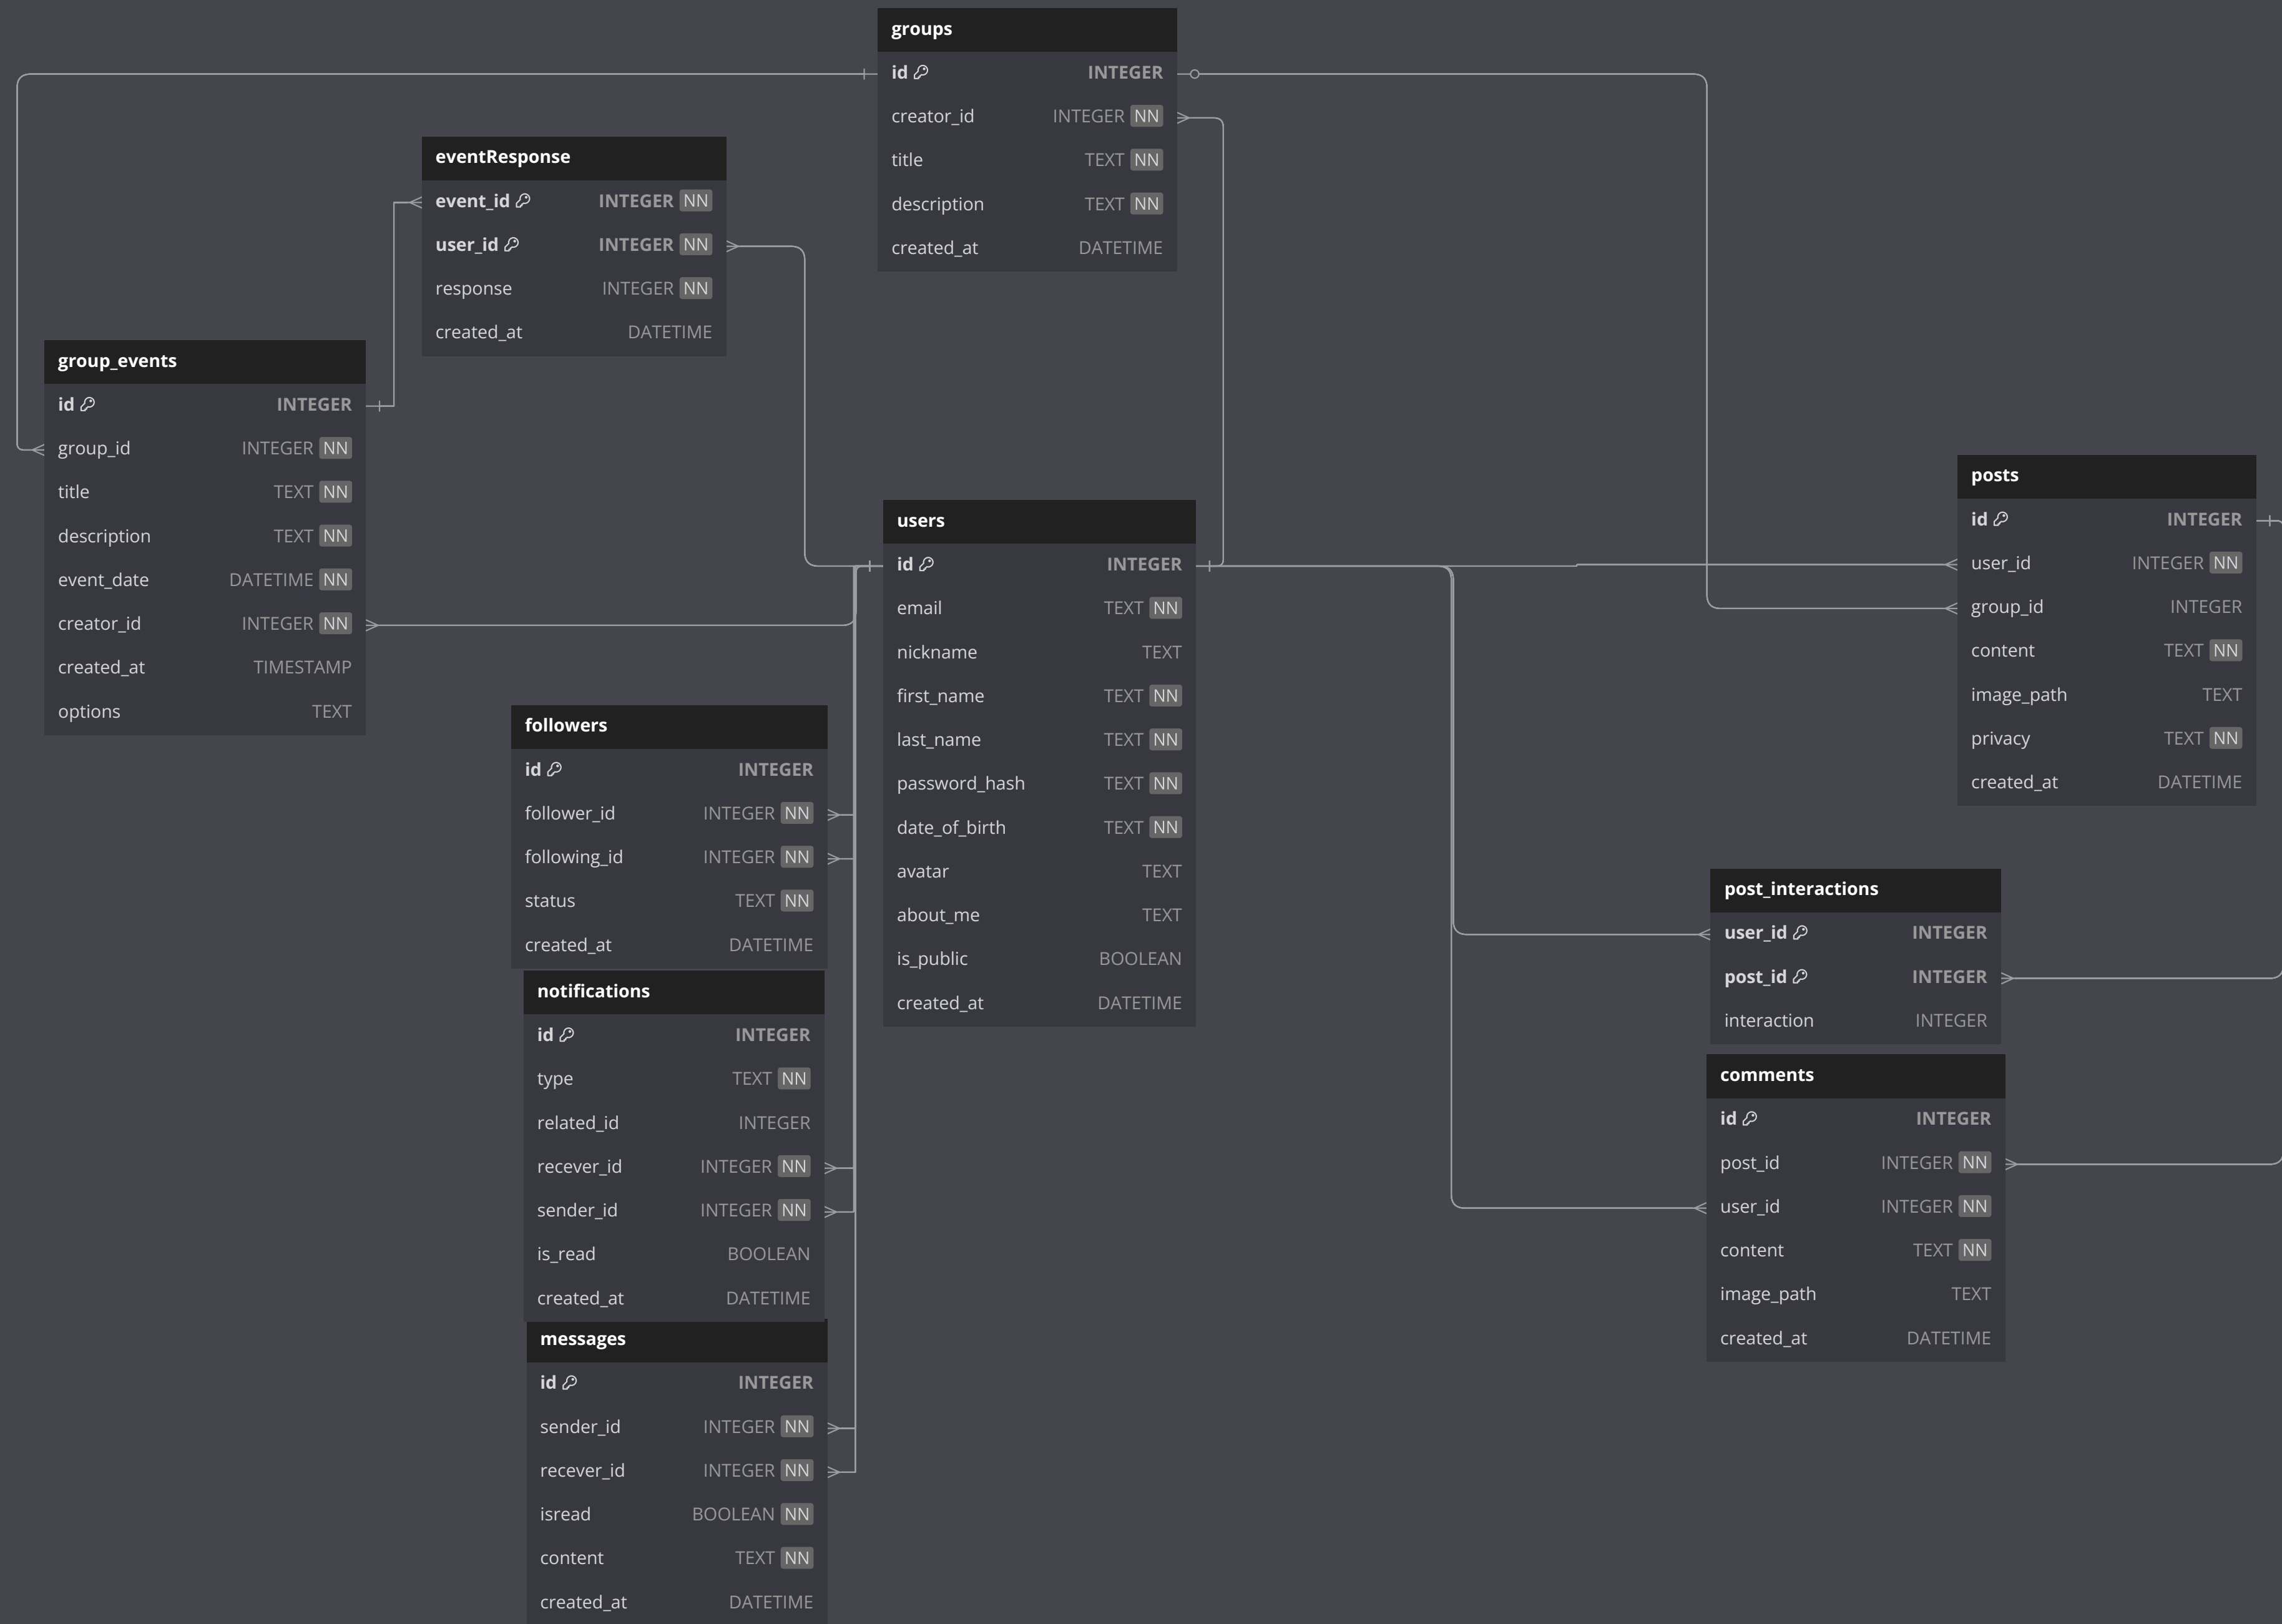 groups
id INTEGER
creator_id INTEGER NN
title TEXT NN
description TEXT NN
created_at DATETIME
eventResponse
event_id INTEGER NN
user_id INTEGER NN
response INTEGER NN
created_at DATETIME
group_events
id INTEGER
group_id INTEGER NN
title TEXT NN
description TEXT NN
event_date DATETIME NN
creator_id INTEGER NN
created_at TIMESTAMP
options TEXT
users
id INTEGER
email TEXT NN
nickname TEXT
first_name TEXT NN
last_name TEXT NN
password_hash TEXT NN
date_of_birth TEXT NN
avatar TEXT
about_me TEXT
is_public BOOLEAN
created_at DATETIME
posts
id INTEGER
user_id INTEGER NN
group_id INTEGER
content TEXT NN
image_path TEXT
privacy TEXT NN
created_at DATETIME
followers
id INTEGER
follower_id INTEGER NN
following_id INTEGER NN
status TEXT NN
created_at DATETIME
notifications
id INTEGER
type TEXT NN
related_id INTEGER
recever_id INTEGER NN
sender_id INTEGER NN
is_read BOOLEAN
created_at DATETIME
messages
id INTEGER
sender_id INTEGER NN
recever_id INTEGER NN
isread BOOLEAN NN
content TEXT NN
created_at DATETIME
post_interactions
user_id INTEGER
post_id INTEGER
interaction INTEGER
comments
id INTEGER
post_id INTEGER NN
user_id INTEGER NN
content TEXT NN
image_path TEXT
created_at DATETIME